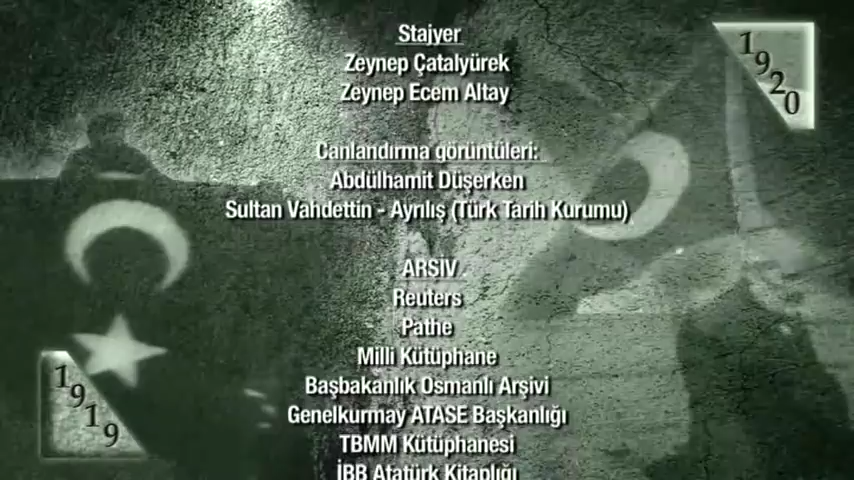 Stajyer
Zeynep Çatalyürek
Zeynep Ecem Altay
Canlandırma görüntüleri:
Abdülhamit Düşerken
Sultan Vahdettin - Ayrılış (Türk Tarih Kurumu)
ARŞİV
Reuters
Pathe
Milli Kütüphane
Başbakanlık Osmanlı Arşivi
Genelkurmay ATASE Başkanlığı
TBMM Kütüphanesi
İBB Atatürk Kitaplığı
1920
1919